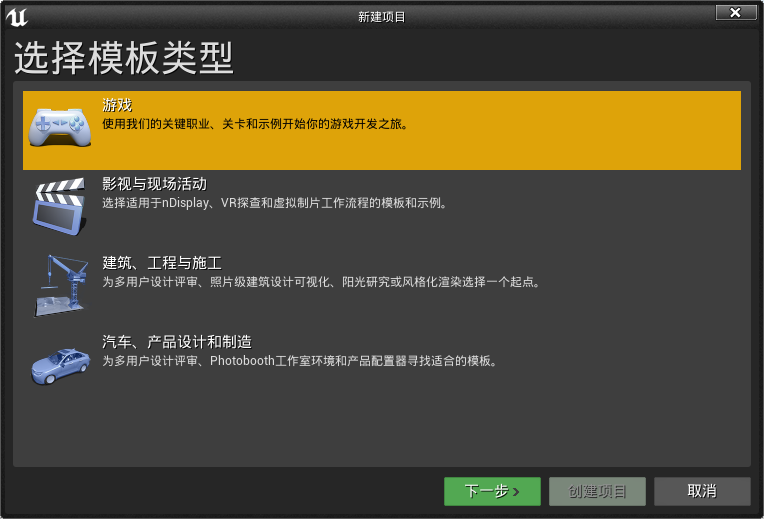 新建项目
选择模板类型
游戏
使用我们的关键职业、关卡和示例开始你的游戏开发之旅。
影视与现场活动
选择适用于nDisplay、VR探查和虚拟制片工作流程的模板和示例。
建筑、工程与施工
为多用户设计评审、照片级建筑设计可视化、阳光研究或风格化渲染选择一个起点。
汽车、产品设计和制造
为多用户设计评审、Photobooth工作室环境和产品配置器寻找适合的模板。
下一步 >
创建项目
取消